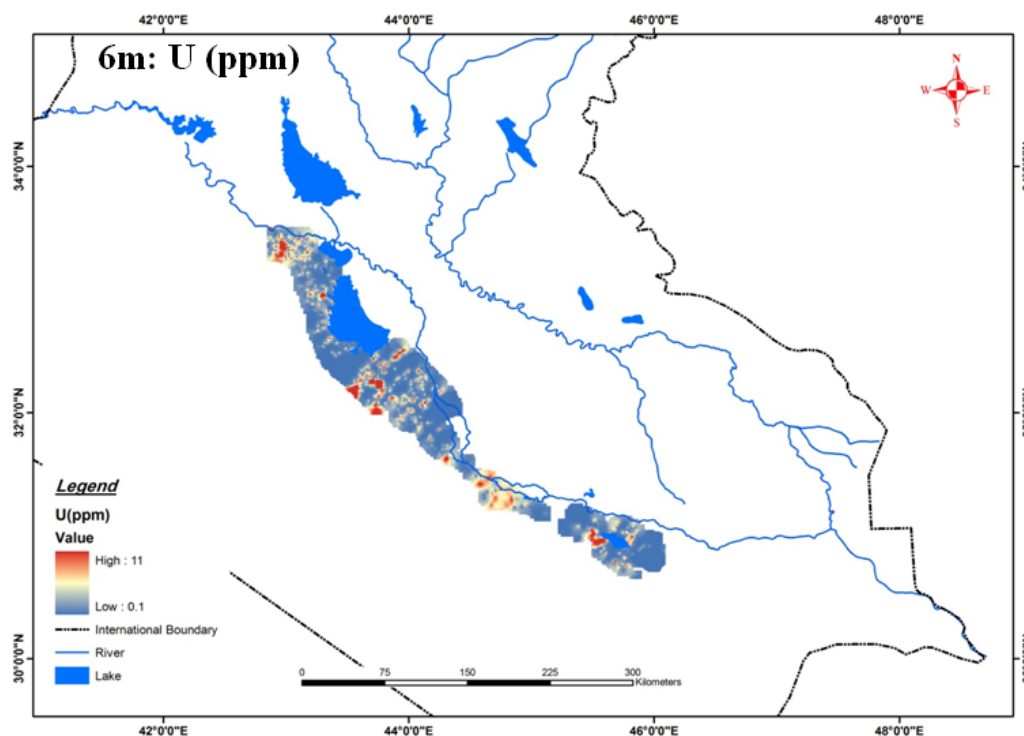 42°0'0"E 44°0'0"E 46°0'0"E 48°0'0"E
6m: U (ppm)
N
W E
S
34°0'0"N
32°0'0"N
30°0'0"N
Legend
U(ppm)
Value
High : 11
Low : 0.1
International Boundary
River
Lake
0 75 150 225 300
Kilometers
42°0'0"E 44°0'0"E 46°0'0"E 48°0'0"E